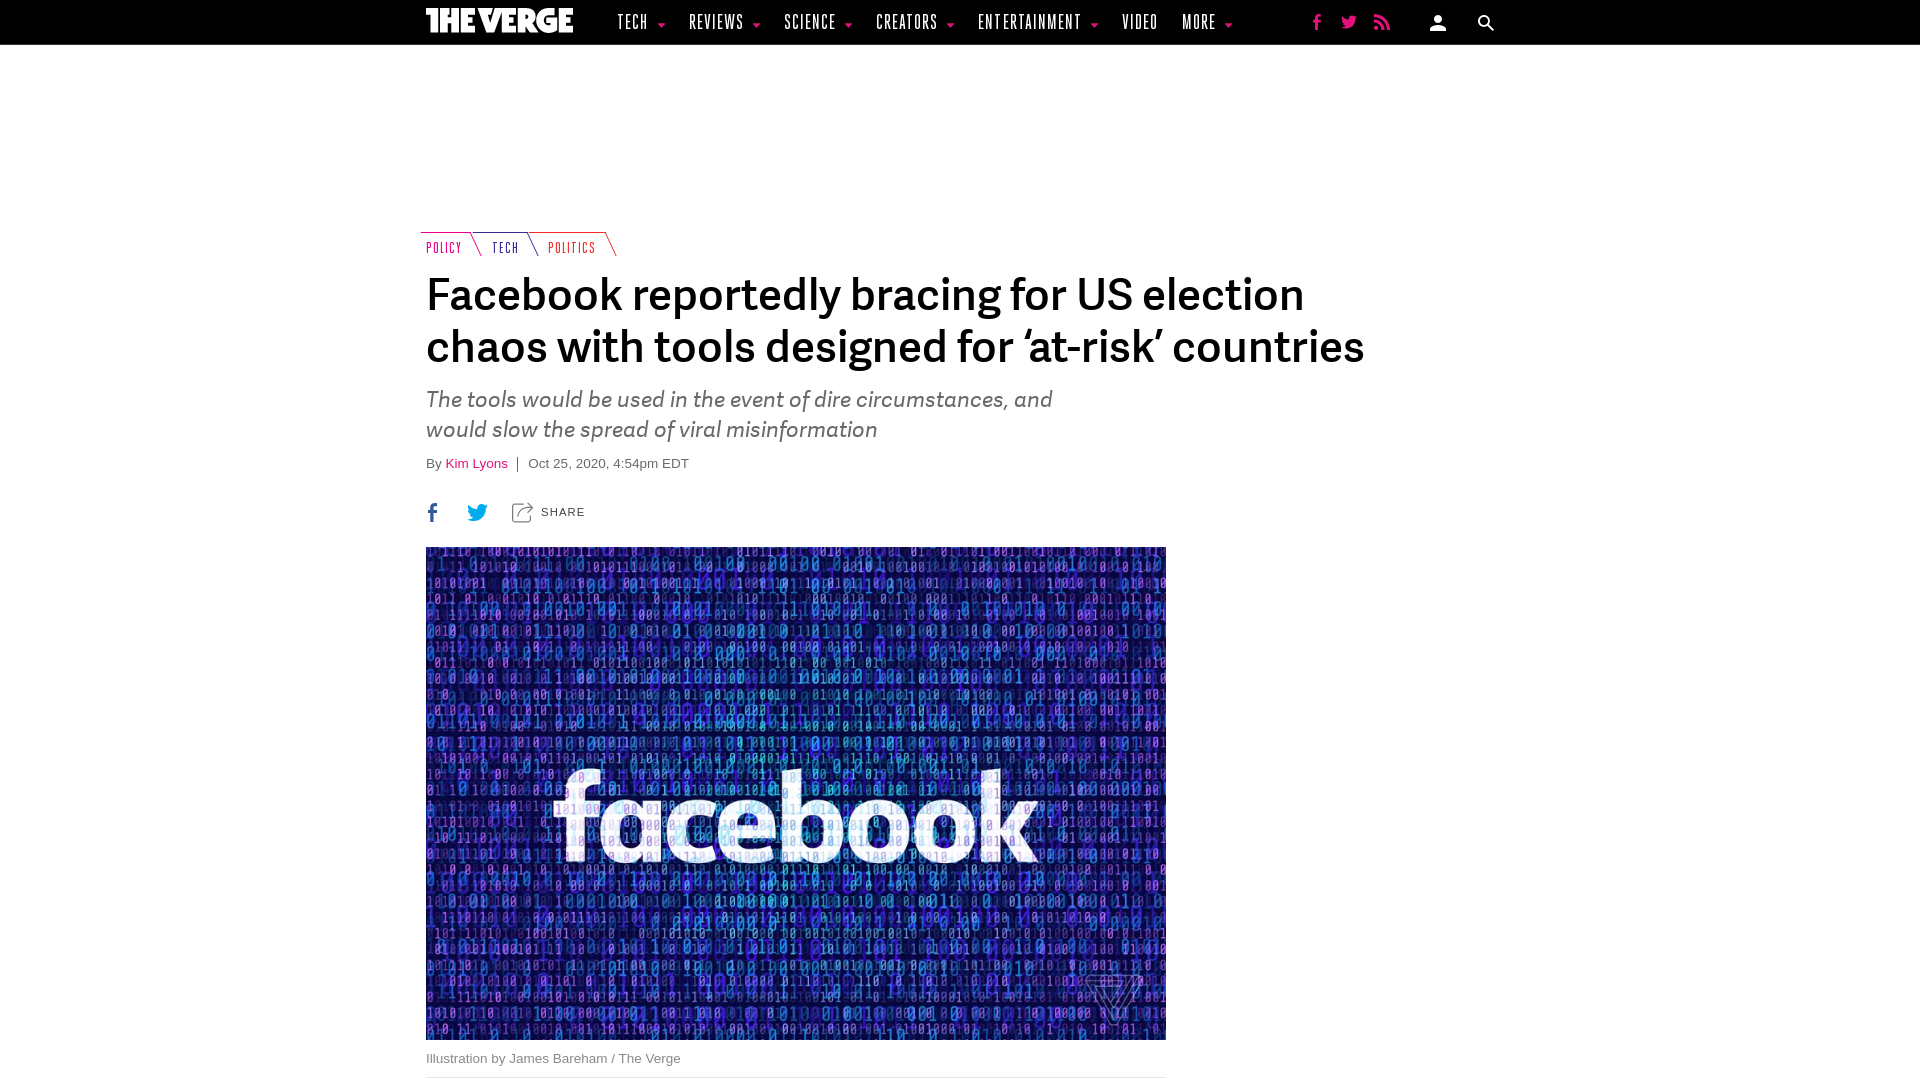 THE VERGE TECH REVIEWS SCIENCE CREATORS ENTERTAINMENT VIDEO MORE
POLICY TECH POLITICS
Facebook reportedly bracing for US election
chaos with tools designed for ‘at-risk’ countries
The tools would be used in the event of dire circumstances, and
would slow the spread of viral misinformation
By Kim Lyons | Oct 25, 2020, 4:54pm EDT
SHARE
facebook
Illustration by James Bareham / The Verge